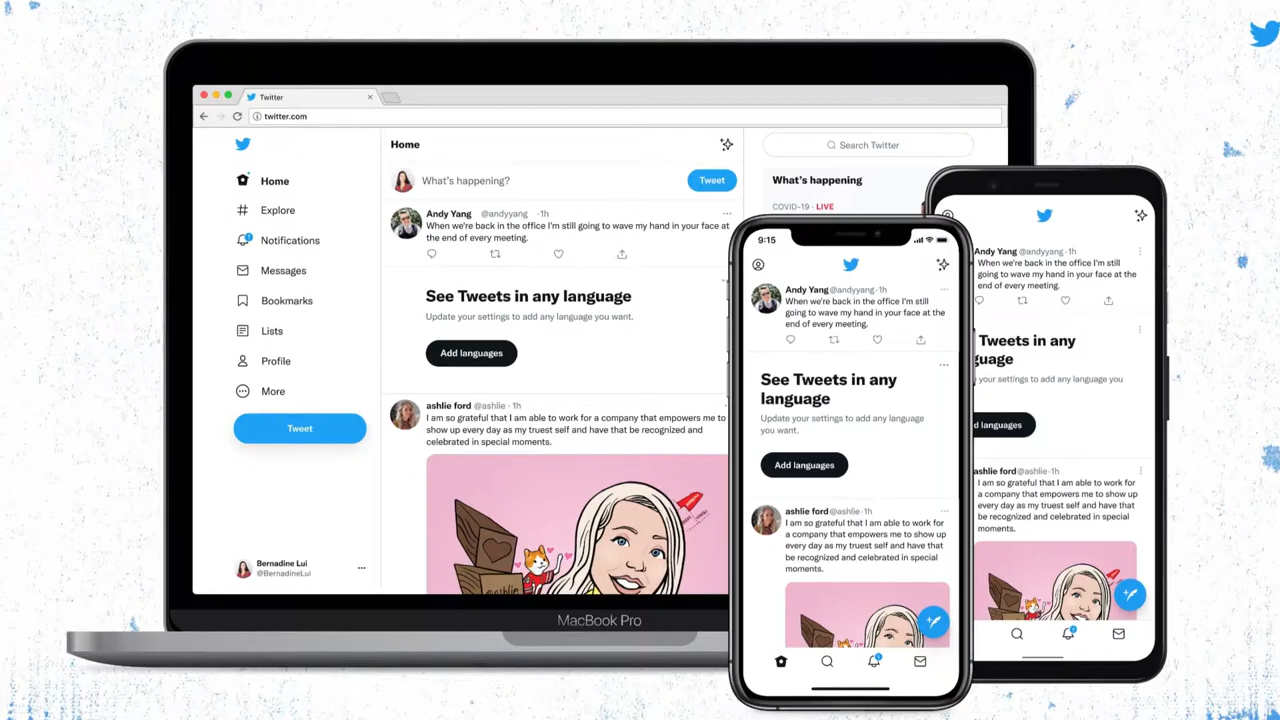 Twitter
twitter.com
Home
Explore
Notifications
1
Messages
Bookmarks
Lists
Profile
More
Tweet
Bernadine Lui
@BernadineLui
Home
What's happening?
Tweet
Andy Yang @andyyang · 1h
When we're back in the office I'm still going to wave my hand in your face at
the end of every meeting.
See Tweets in any language
Update your settings to add any language you want.
Add languages
ashlie ford @ashlie · 1h
I am so grateful that I am able to work for a company that empowers me to
show up every day as my truest self and have that be recognized and
celebrated in special moments.
@ashlie
Search Twitter
What's happening
COVID-19 · LIVE
MacBook Pro
9:15
Andy Yang @andyyang · 1h
When we're back in the office I'm still
going to wave my hand in your face at the
end of every meeting.
See Tweets in any
language
Update your settings to add any language
you want.
Add languages
ashlie ford @ashlie · 1h
I am so grateful that I am able to work for
a company that empowers me to show up
every day as my truest self and have that
be recognized and celebrated in special
moments.
1
Andy Yang @andyyang · 1h
When we're back in the office I'm still
going to wave my hand in your face at the
end of every meeting.
Tweets in any
guage
your settings to add any language you
d languages
ashlie ford @ashlie · 1h
I am so grateful that I am able to work for
a company that empowers me to show up
every day as my truest self and have that
be recognized and celebrated in special
moments.
1